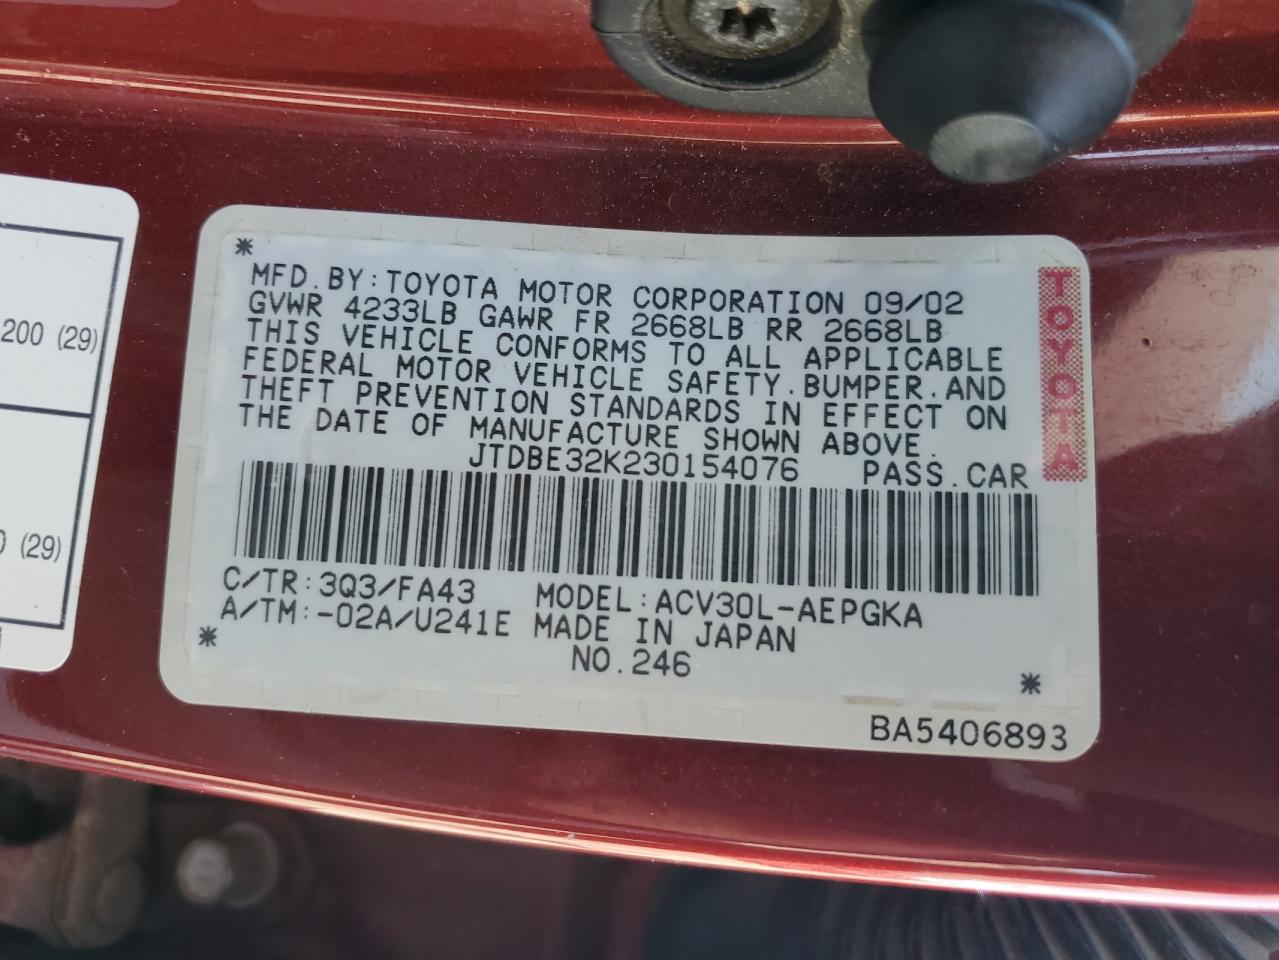 200 (29)
0 (29)
*
MFD. BY: TOYOTA MOTOR CORPORATION 09/02
GVWR 4233LB GAWR FR 2668LB RR 2668LB
THIS VEHICLE CONFORMS TO ALL APPLICABLE
FEDERAL MOTOR VEHICLE SAFETY. BUMPER. AND
THEFT PREVENTION STANDARDS IN EFFECT ON
THE DATE OF MANUFACTURE SHOWN ABOVE.
JTDBE32K230154076 PASS. CAR
TOYOTA
C/TR: 3Q3/FA43 MODEL: ACV30L-AEPGKA
A/TM: -02A/U241E MADE IN JAPAN
* NO. 246 *
BA5406893